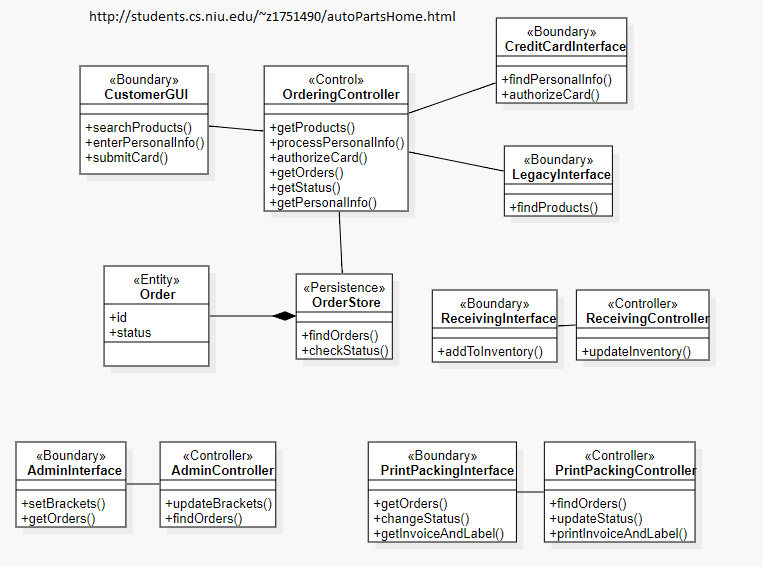 http://students.cs.niu.edu/~z1751490/autoPartsHome.html
«Boundary»
CreditCardInterface
+findPersonalInfo()
+authorizeCard()
«Boundary»
CustomerGUI
+searchProducts()
+enterPersonalInfo()
+submitCard()
«Control»
OrderingController
+getProducts()
+processPersonalInfo()
+authorizeCard()
+getOrders()
+getStatus()
+getPersonalInfo()
«Boundary»
LegacyInterface
+findProducts()
«Entity»
Order
+id
+status
«Persistence»
OrderStore
+findOrders()
+checkStatus()
«Boundary»
ReceivingInterface
+addToInventory()
«Controller»
ReceivingController
+updateInventory()
«Boundary»
AdminInterface
+setBrackets()
+getOrders()
«Controller»
AdminController
+updateBrackets()
+findOrders()
«Boundary»
PrintPackingInterface
+getOrders()
+changeStatus()
+getInvoiceAndLabel()
«Controller»
PrintPackingController
+findOrders()
+updateStatus()
+printInvoiceAndLabel()